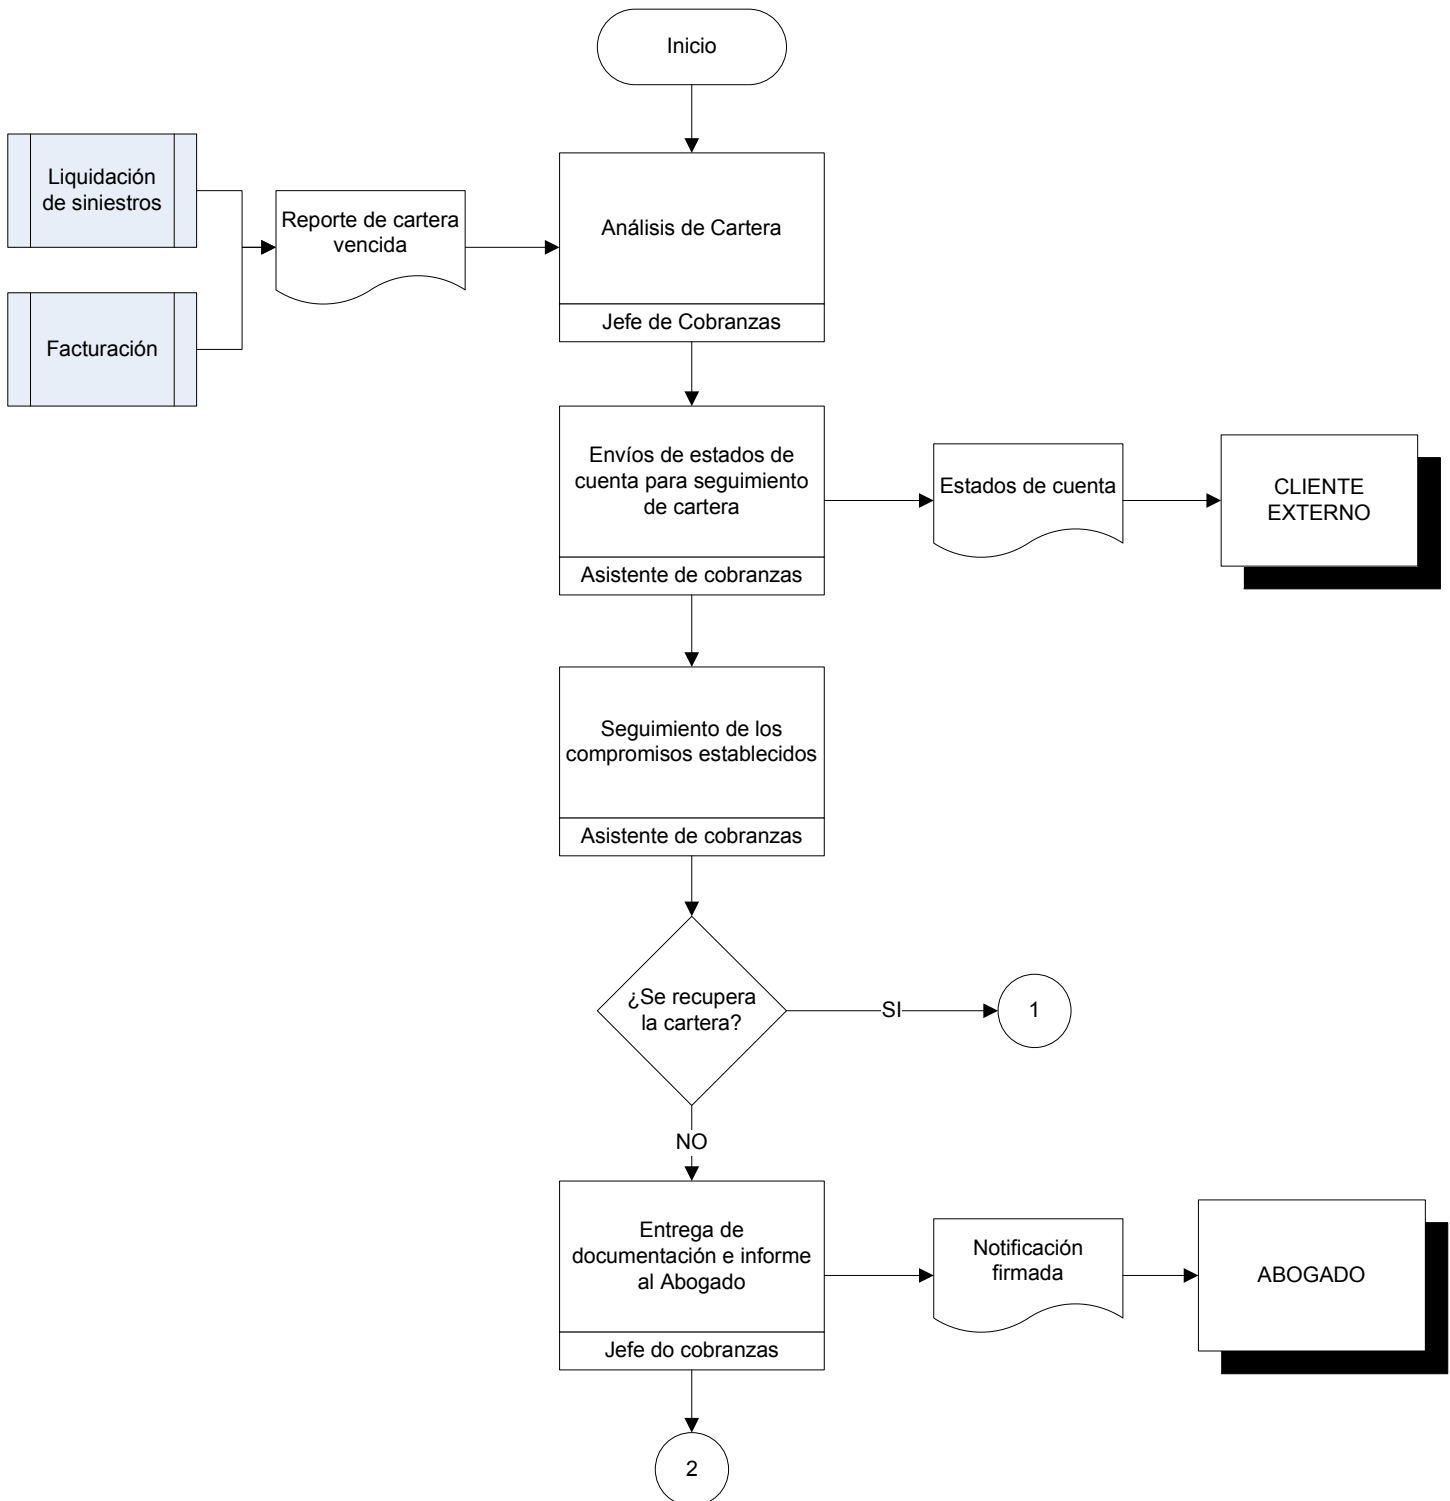 Inicio
Liquidación
de siniestros
Reporte de cartera
vencida
Análisis de Cartera
Jefe de Cobranzas
Facturación
Envíos de estados de
cuenta para seguimiento
de cartera
Asistente de cobranzas
Estados de cuenta
CLIENTE
EXTERNO
Seguimiento de los
compromisos establecidos
Asistente de cobranzas
¿Se recupera
la cartera?
SI
1
NO
Entrega de
documentación e informe
al Abogado
Jefe do cobranzas
Notificación
firmada
ABOGADO
2